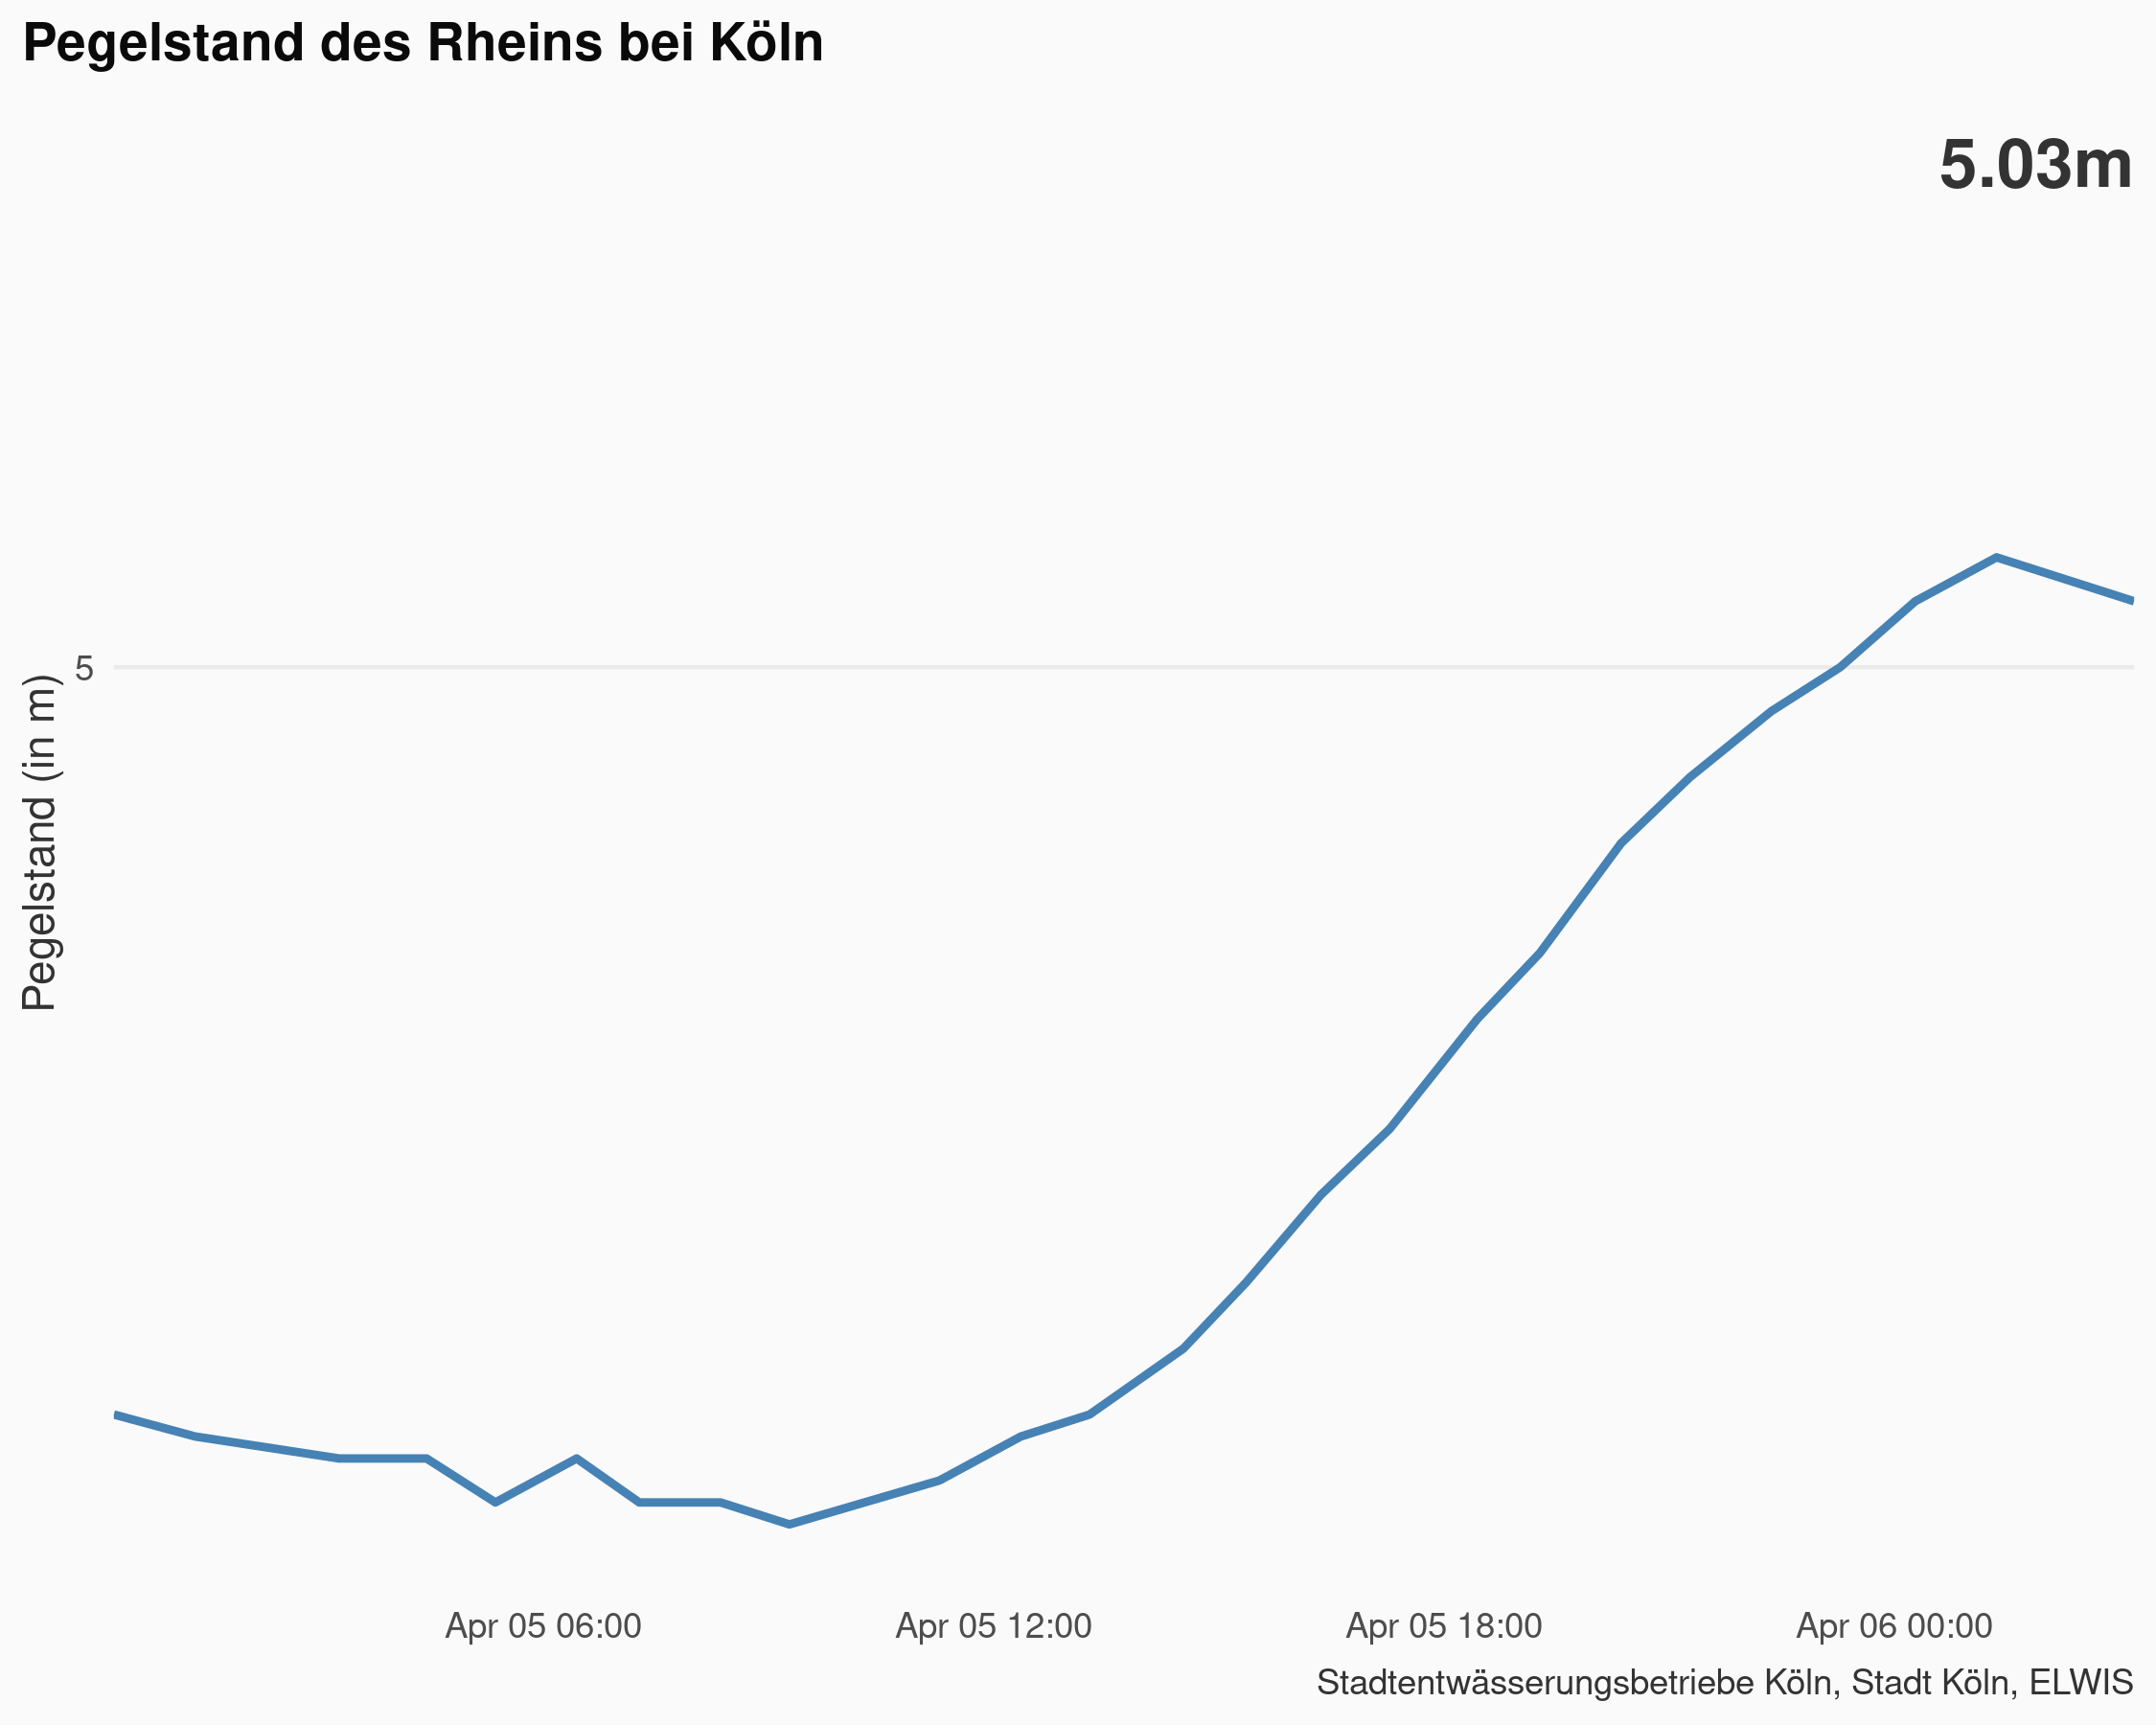 Pegelstand des Rheins bei Köln
5.03m
Pegelstand (in m)
5
Apr 05 06:00
Apr 05 12:00
Apr 05 18:00
Apr 06 00:00
Stadtentwässerungsbetriebe Köln, Stadt Köln, ELWIS